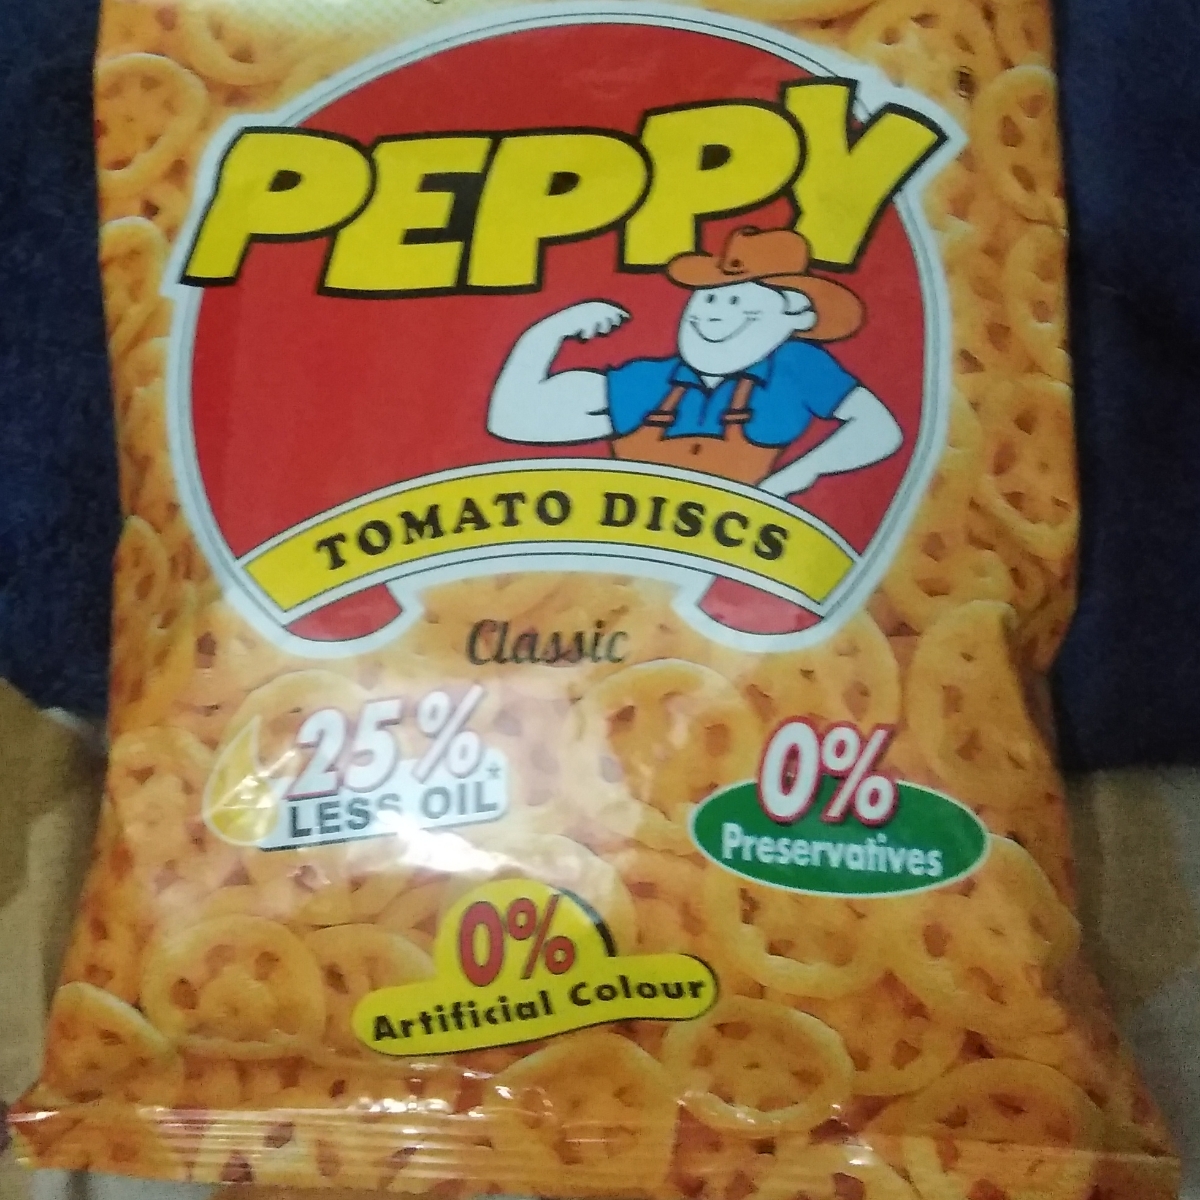 PEPPY
TOMATO DISCS
Classic
25%*
LESS OIL
0%
Preservatives
0%
Artificial Colour